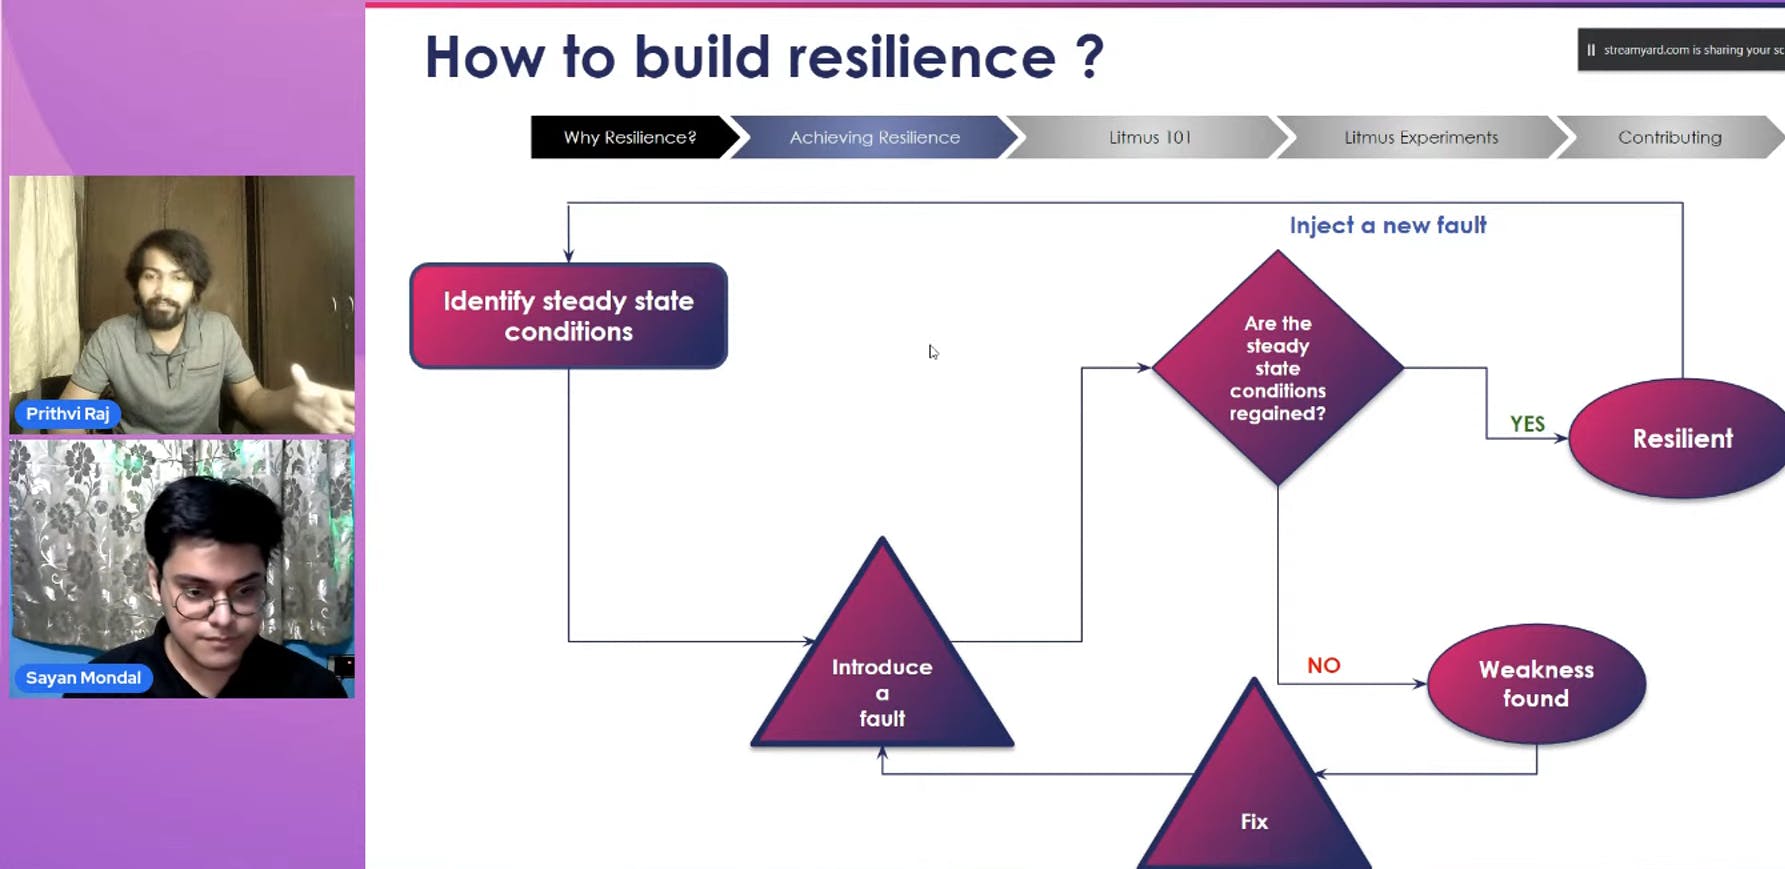 How to build resilience ?
streamyard.com is sharing your sc
Why Resilience?
Achieving Resilience
Litmus 101
Litmus Experiments
Contributing
Inject a new fault
Identify steady state
conditions
Are the
steady
state
conditions
regained?
YES
Resilient
Prithvi Raj
Introduce
a
fault
NO
Weakness
found
Sayan Mondal
Fix